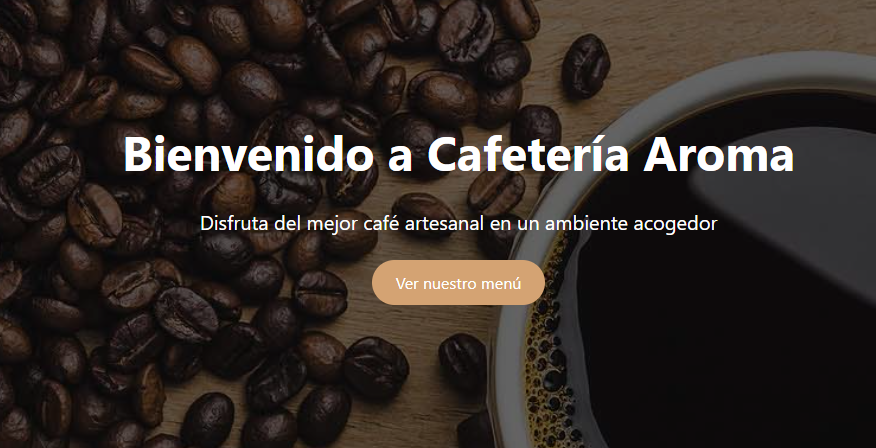 Bienvenido a Cafetería Aroma
Disfruta del mejor café artesanal en un ambiente acogedor
Ver nuestro menú